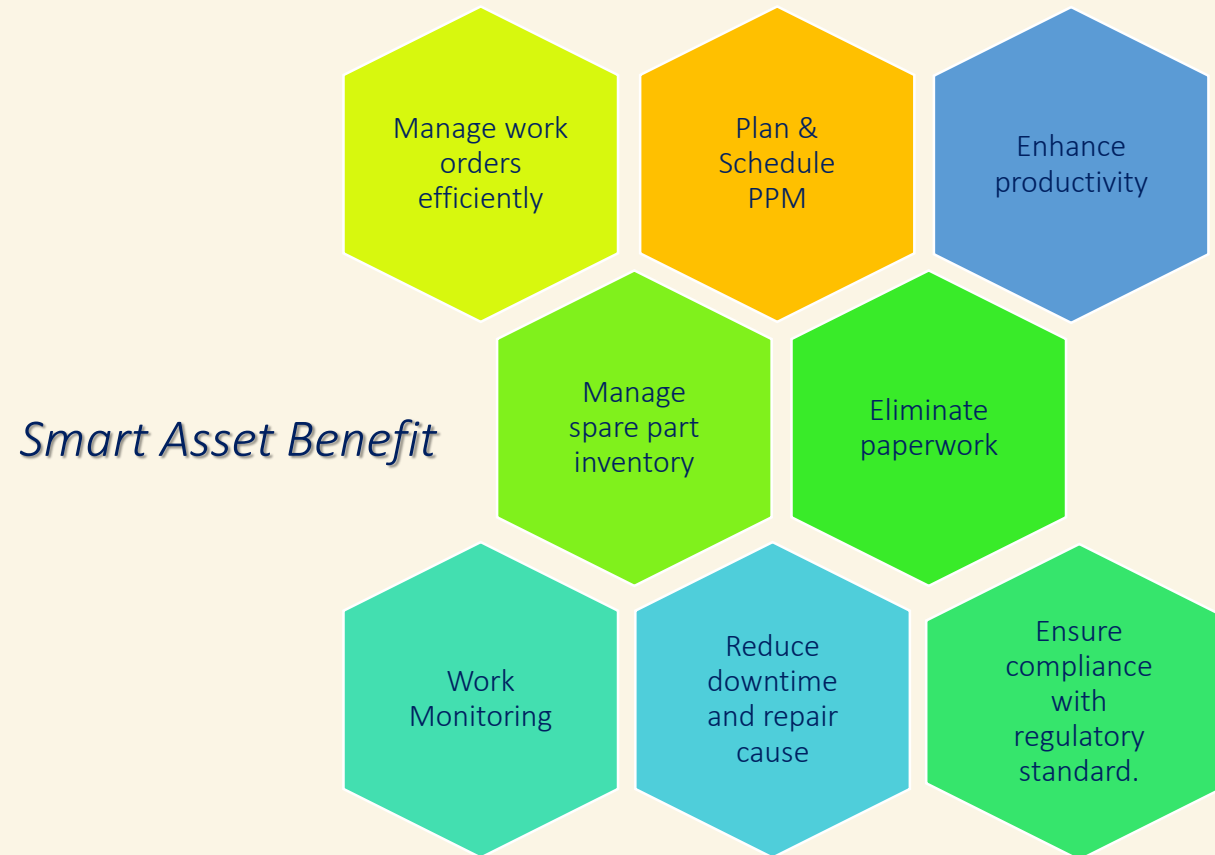 Manage work
orders
efficiently
Plan &
Schedule
PPM
Enhance
productivity
Smart Asset Benefit
Manage
spare part
inventory
Eliminate
paperwork
Work
Monitoring
Reduce
downtime
and repair
cause
Ensure
compliance
with
regulatory
standard.